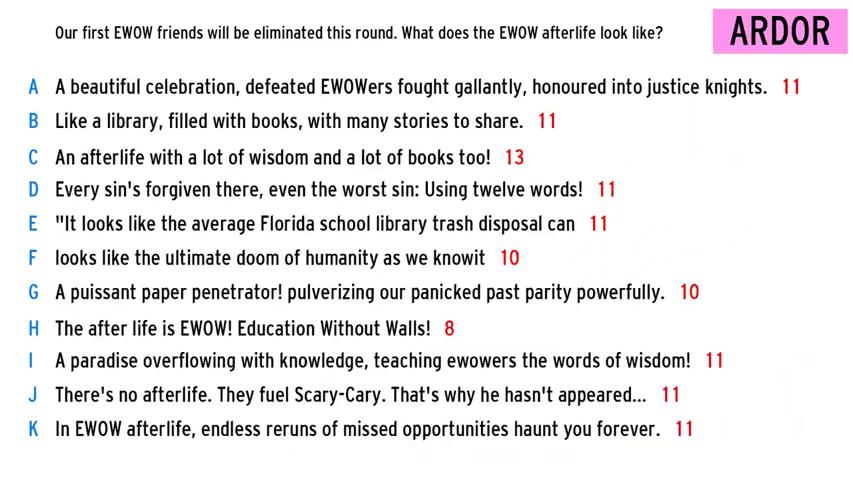 Our first EWOW friends will be eliminated this round. What does the EWOW afterlife look like?
ARDOR
A A beautiful celebration, defeated EWOWers fought gallantly, honoured into justice knights. 11
B Like a library, filled with books, with many stories to share. 11
C An afterlife with a lot of wisdom and a lot of books too! 13
D Every sin's forgiven there, even the worst sin: Using twelve words! 11
E "It looks like the average Florida school library trash disposal can 11
F looks like the ultimate doom of humanity as we knowit 10
G A puissant paper penetrator! pulverizing our panicked past parity powerfully. 10
H The after life is EWOW! Education Without Walls! 8
I A paradise overflowing with knowledge, teaching ewowers the words of wisdom! 11
J There's no afterlife. They fuel Scary-Cary. That's why he hasn't appeared... 11
K In EWOW afterlife, endless reruns of missed opportunities haunt you forever. 11